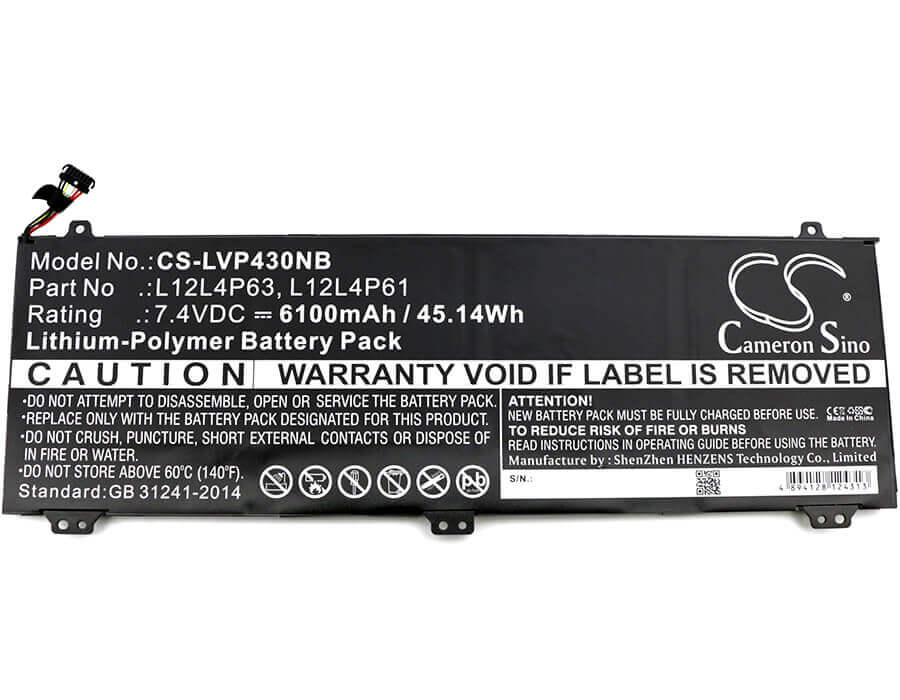 Model No.:CS-LVP430NB
Part No .:L12L4P63, L12L4P61
Rating .:7.4VDC ⎓ 6100mAh / 45.14Wh
Lithium-Polymer Battery Pack
CS
®
Cameron Sino
CAUTION WARRANTY VOID IF LABEL IS REMOVED
•DO NOT ATTEMPT TO DISASSEMBLE, OPEN OR SERVICE THE BATTERY PACK.
•REPLACE ONLY WITH THE BATTERY PACK DESIGNATED FOR THIS PRODUCT.
•DO NOT CRUSH, PUNCTURE, SHORT EXTERNAL CONTACTS OR DISPOSE OF
IN FIRE OR WATER.
•DO NOT STORE ABOVE 60°C (140°F).
Standard:GB 31241-2014
ATTENTION!
NEW BATTERY PACK MUST BE FULLY CHARGED BEFORE USE.
TO REDUCE RISK OF FIRE OR BURNS
READ INSTRUCTIONS IN OPERATING GUIDE BEFORE USING THE BATTERY.
Manufacture by : ShenZhen HENZENS Technology Co., Limited
CE
Made In China
S/N.:
4 894128 124313